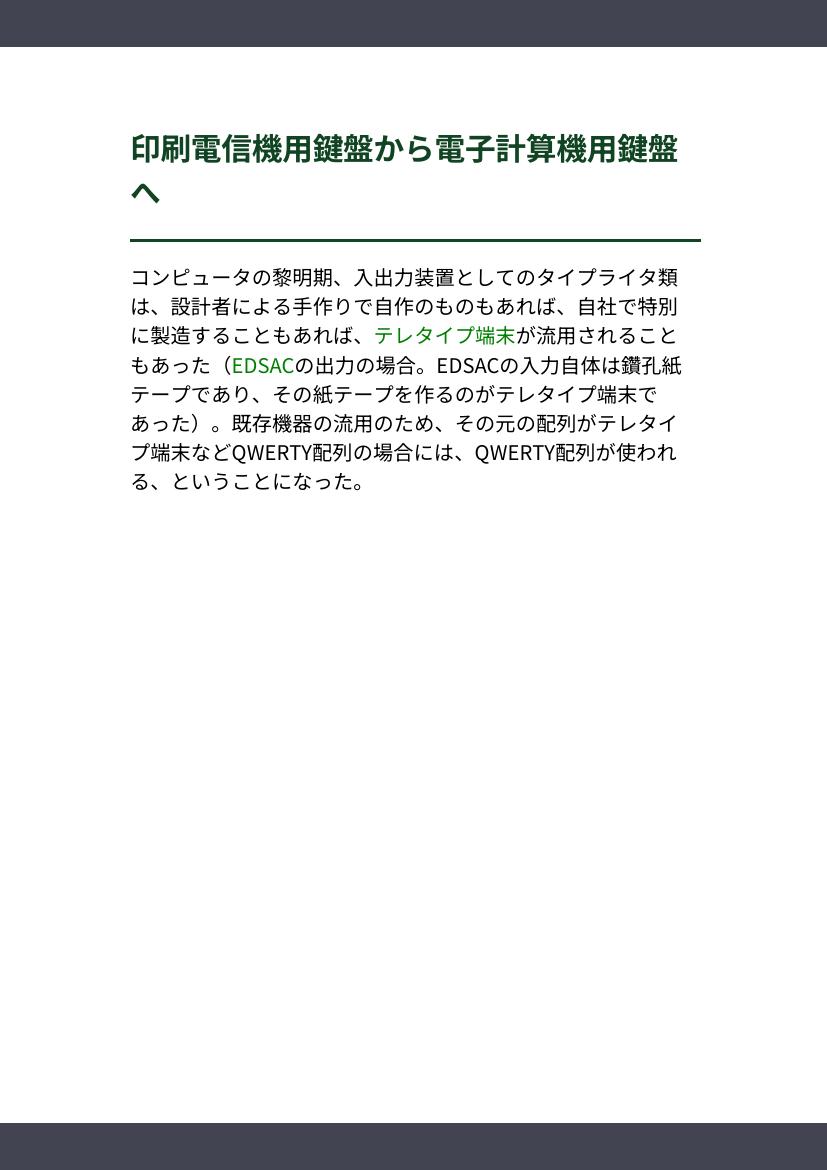 印刷電信機用鍵盤から電子計算機用鍵盤
へ
コンピュータの黎明期、入出力装置としてのタイプライタ類
は、設計者による手作りで自作のものもあれば、自社で特別
に製造することもあれば、テレタイプ端末が流用されること
もあった（EDSACの出力の場合。EDSACの入力自体は鑽孔紙
テープであり、その紙テープを作るのがテレタイプ端末で
あった）。既存機器の流用のため、その元の配列がテレタイ
プ端末などQWERTY配列の場合には、QWERTY配列が使われ
る、ということになった。